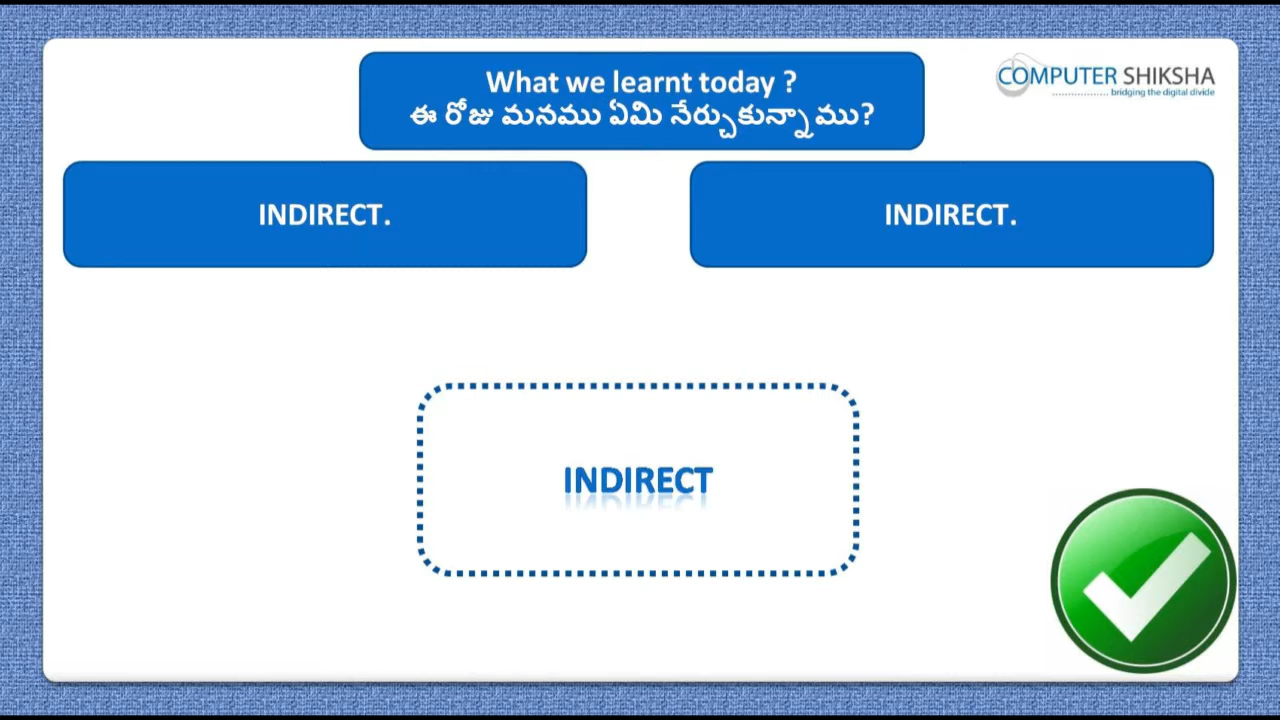 What we learnt today ?
ఈ రోజు మనము ఏమి నేర్చుకున్నాము?
COMPUTER SHIKSHA
bridging the digital divide
INDIRECT.
INDIRECT.
INDIRECT